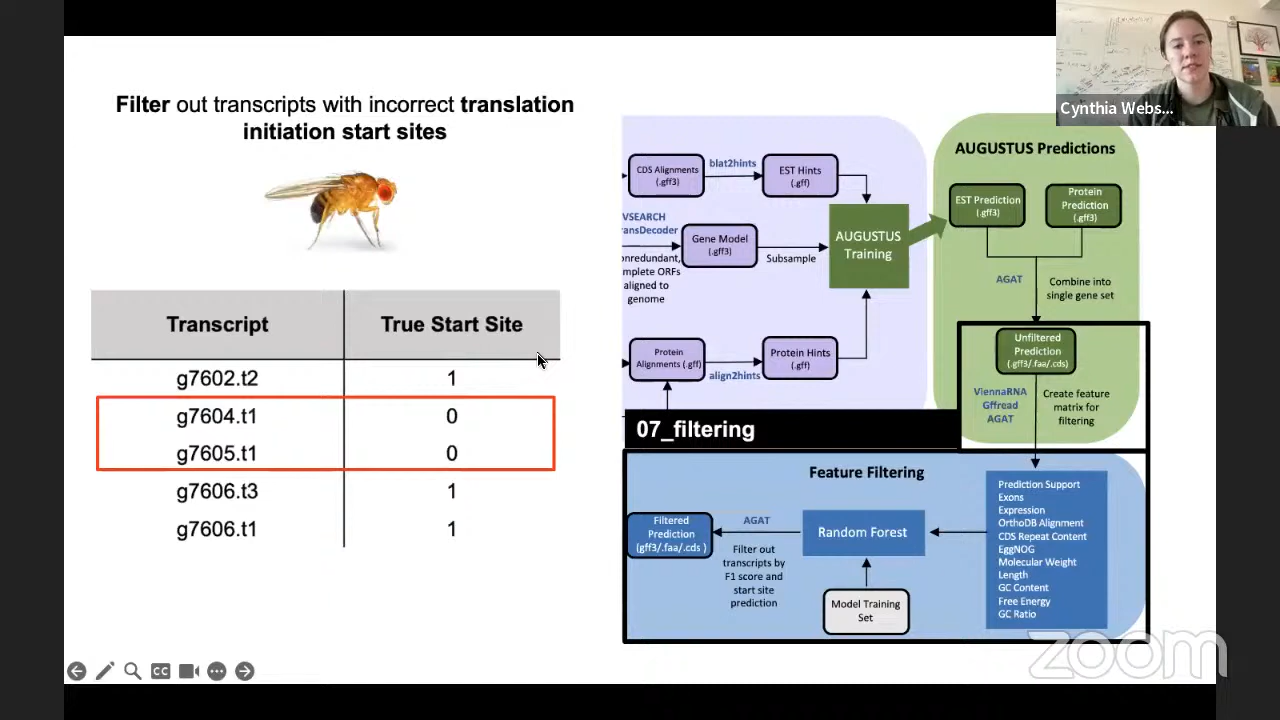 Filter out transcripts with incorrect translation
initiation start sites
Transcript
True Start Site
g7602.t2
1
g7604.t1
0
g7605.t1
0
g7606.t3
1
g7606.t1
1
CDS Alignments
(.gff3)
blat2hints
EST Hints
(.gff)
VSEARCH
ransDecoder
onredundant,
mplete ORFs
aligned to
genome
Gene Model
(.gff3)
Subsample
AUGUSTUS
Training
Protein
Alignments (.gff)
align2hints
Protein Hints
(.gff)
AUGUSTUS Predictions
EST Prediction
(.gff3)
Protein
Prediction
(.gff3)
AGAT
Combine into
single gene set
Unfiltered
Prediction
(.gff3/.faa/.cds)
ViennaRNA
Gffread
AGAT
Create feature
matrix for
filtering
07_filtering
Feature Filtering
Filtered
Prediction
(gff3/.faa/.cds )
AGAT
Filter out
transcripts by
F1 score and
start site
prediction
Random Forest
Model Training
Set
Prediction Support
Exons
Expression
OrthoDB Alignment
CDS Repeat Content
EggNOG
Molecular Weight
Length
GC Content
Free Energy
GC Ratio
Cynthia Webs...
CC
zoom